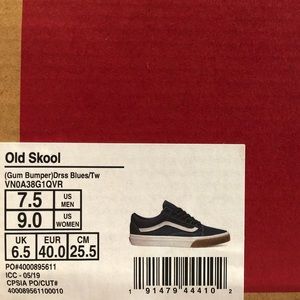 Old Skool
(Gum Bumper)Drss Blues/Tw
VN0A38G1QVR
7.5 US MEN
9.0 US WOMEN
UK EUR CM
6.5 40.0 25.5
PO#4000895611
ICC - 05/19
CPSIA PO/CUT#
400089561100010
1 91479 44410 2